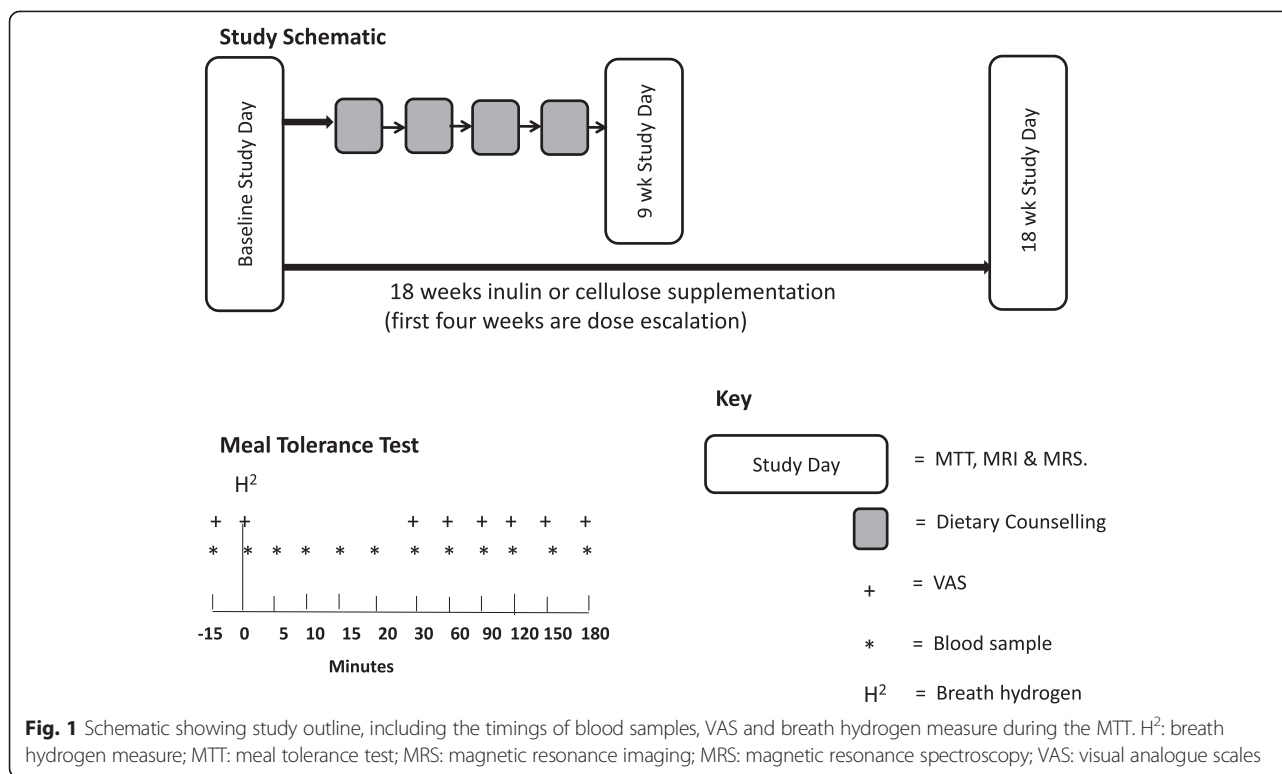 Study Schematic
Baseline Study Day
9 wk Study Day
18 wk Study Day
18 weeks inulin or cellulose supplementation
(first four weeks are dose escalation)
Meal Tolerance Test
H²
+ + + + + + + +
* * * * * * * * * * * *
-15 0 5 10 15 20 30 60 90 120 150 180
Minutes
Key
Study Day = MTT, MRI & MRS.
= Dietary Counselling
+ = VAS
* = Blood sample
H² = Breath hydrogen
Fig. 1 Schematic showing study outline, including the timings of blood samples, VAS and breath hydrogen measure during the MTT. H²: breath
hydrogen measure; MTT: meal tolerance test; MRS: magnetic resonance imaging; MRS: magnetic resonance spectroscopy; VAS: visual analogue scales